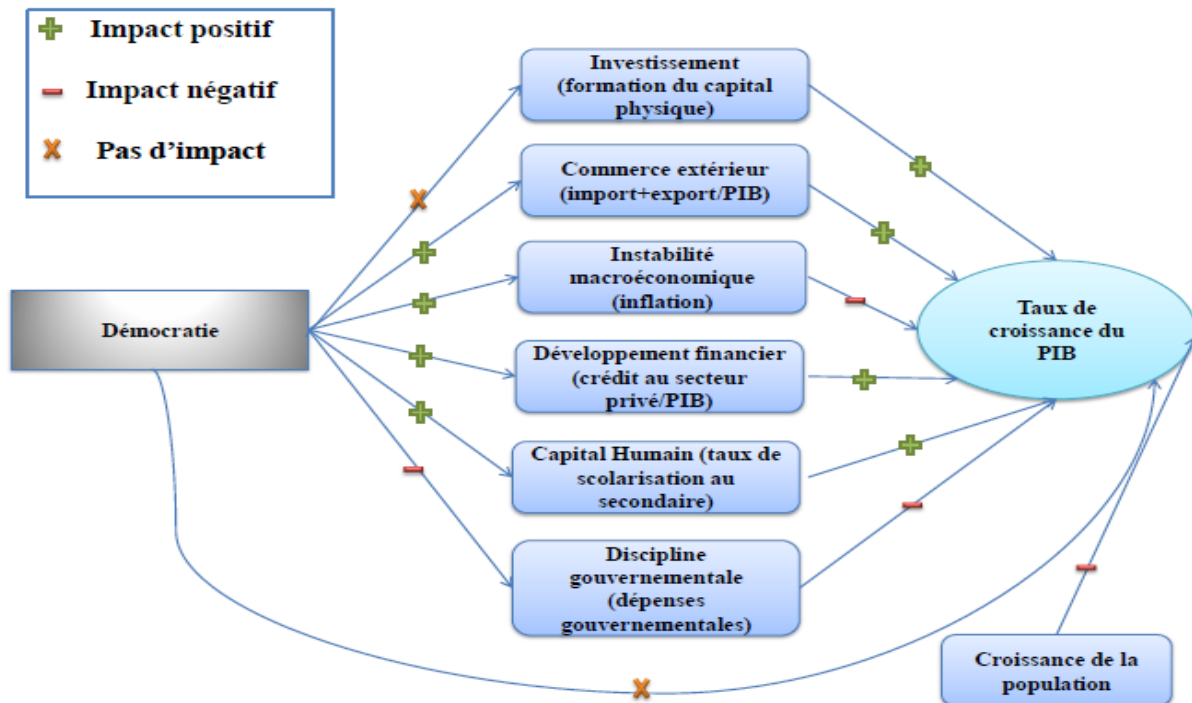 Impact positif
Impact négatif
Pas d'impact
Investissement
(formation du capital
physique)
Commerce extérieur
(import+export/PIB)
Instabilité
macroéconomique
(inflation)
Démocratie
Taux de
croissance du
PIB
Développement financier
(crédit au secteur
privé/PIB)
Capital Humain (taux de
scolarisation au
secondaire)
Discipline
gouvernementale
(dépenses
gouvernementales)
Croissance de la
population